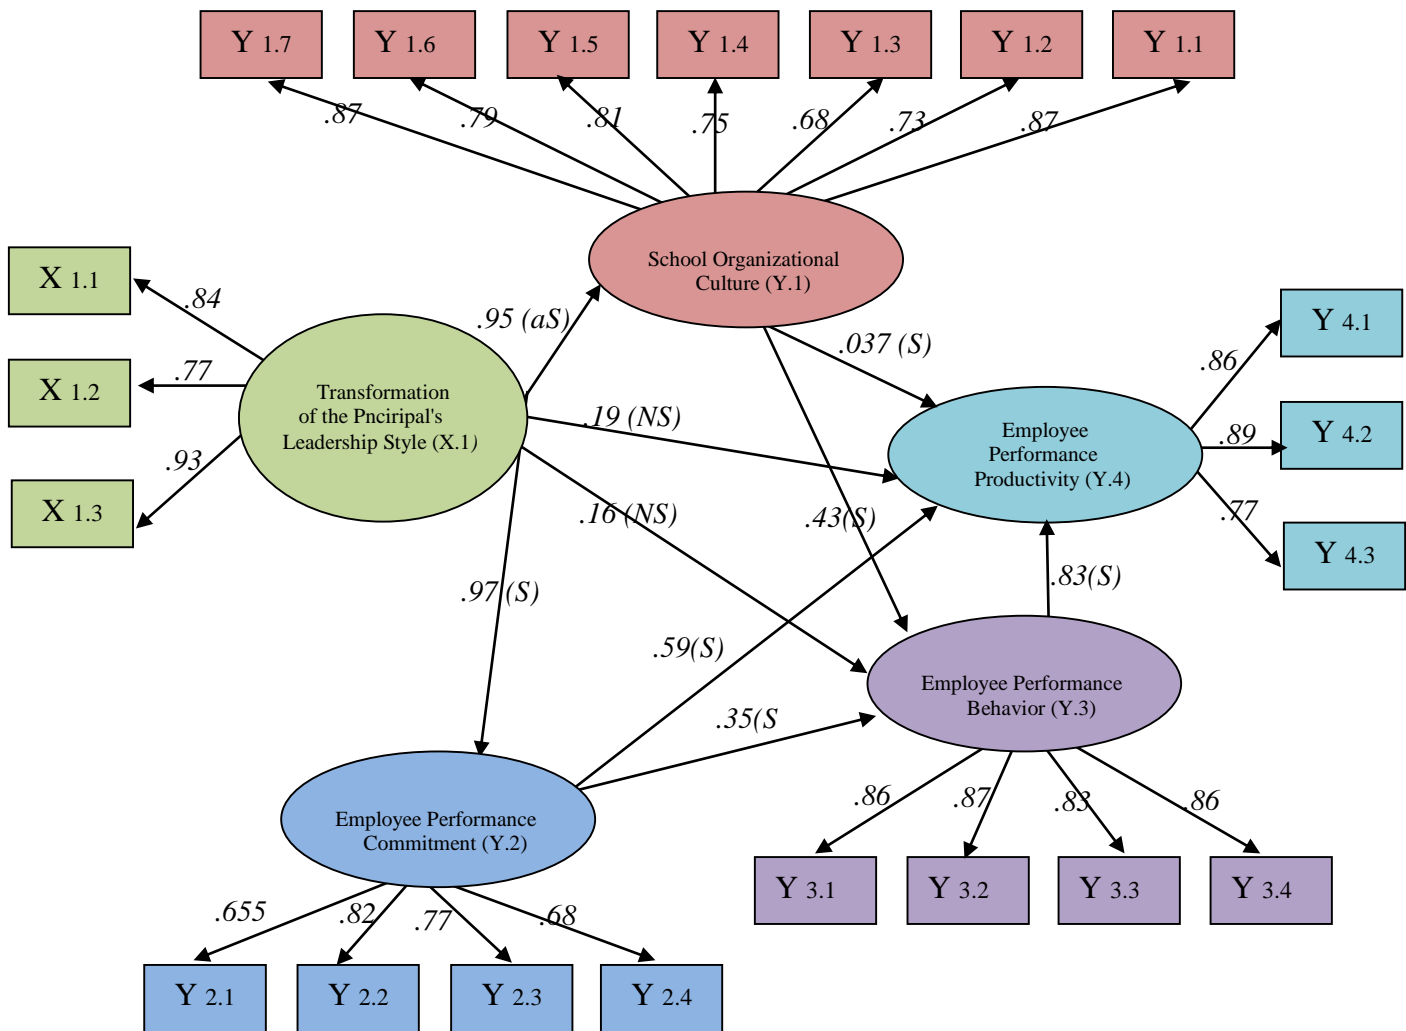 Y 1.7
Y 1.6
Y 1.5
Y 1.4
Y 1.3
Y 1.2
Y 1.1
.87
.79
.81
.75
.68
.73
.87
School Organizational
Culture (Y.1)
X 1.1
X 1.2
X 1.3
.84
.77
.93
Transformation
of the Pnciripal's
Leadership Style (X.1)
.95 (aS)
.037 (S)
.19 (NS)
.16 (NS)
.43(S)
.97 (S)
.59(S)
.35(S
.83(S)
Employee
Performance
Productivity (Y.4)
.86
.89
.77
Y 4.1
Y 4.2
Y 4.3
Employee Performance
Behavior (Y.3)
.86
.87
.83
.86
Y 3.1
Y 3.2
Y 3.3
Y 3.4
Employee Performance
Commitment (Y.2)
.655
.82
.77
.68
Y 2.1
Y 2.2
Y 2.3
Y 2.4